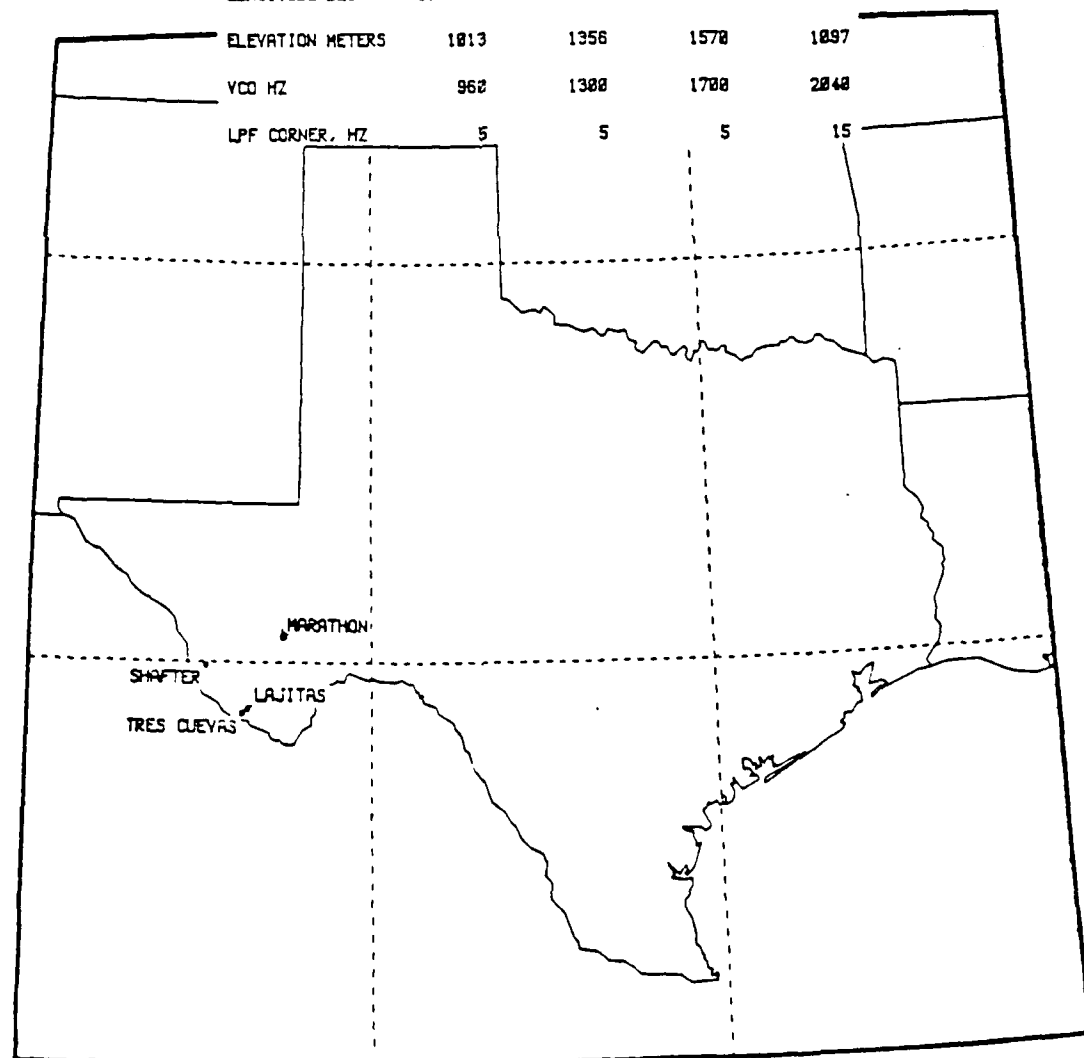 ELEVATION METERS 1013 1356 1570 1097
VCO HZ 960 1300 1700 2040
LPF CORNER, HZ 5 5 5 15
MARATHON
SHAFTER
LAJITAS
TRES CUEVAS